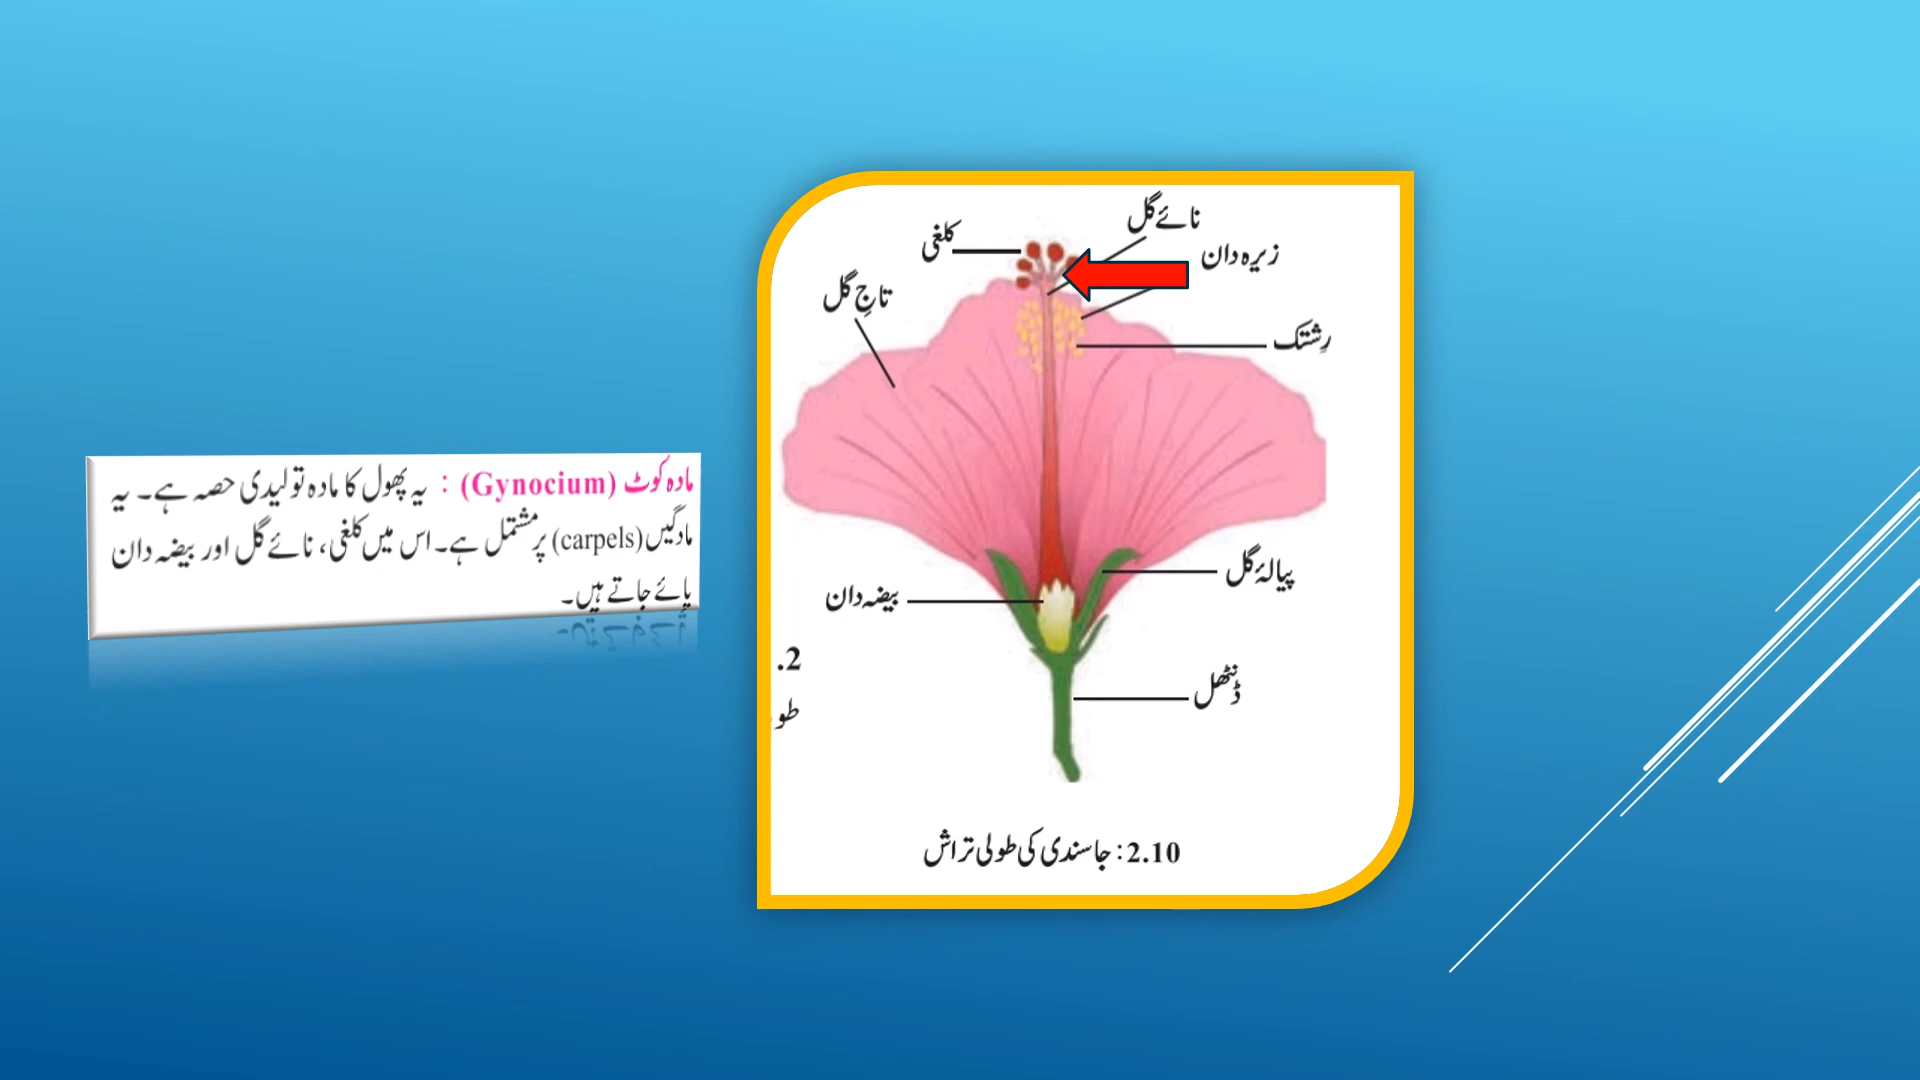 مادہ کوٹ (Gynocium) : یہ پھول کا مادہ تولیدی حصہ ہے۔ یہ
مادگیں (carpels) پر مشتمل ہے۔ اس میں کلغی، نائے گل اور بیضہ دان
پائے جاتے ہیں۔
نائے گل
کلغی
زیرہ دان
تاجِ گل
رِشتک
پیالۂ گل
بیضہ دان
2.
طو
ڈنٹھل
2.10 : جاسندی کی طولی تراش